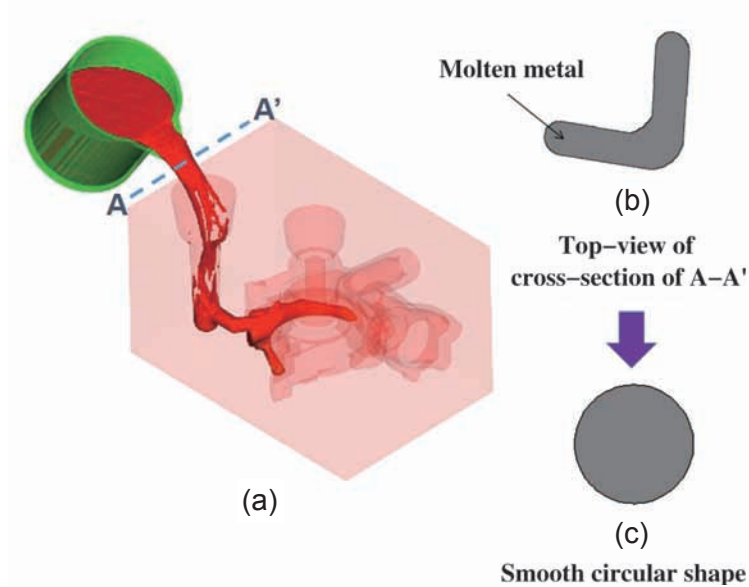 A
A'
(a)
Molten metal
(b)
Top-view of
cross-section of A-A'
(c)
Smooth circular shape